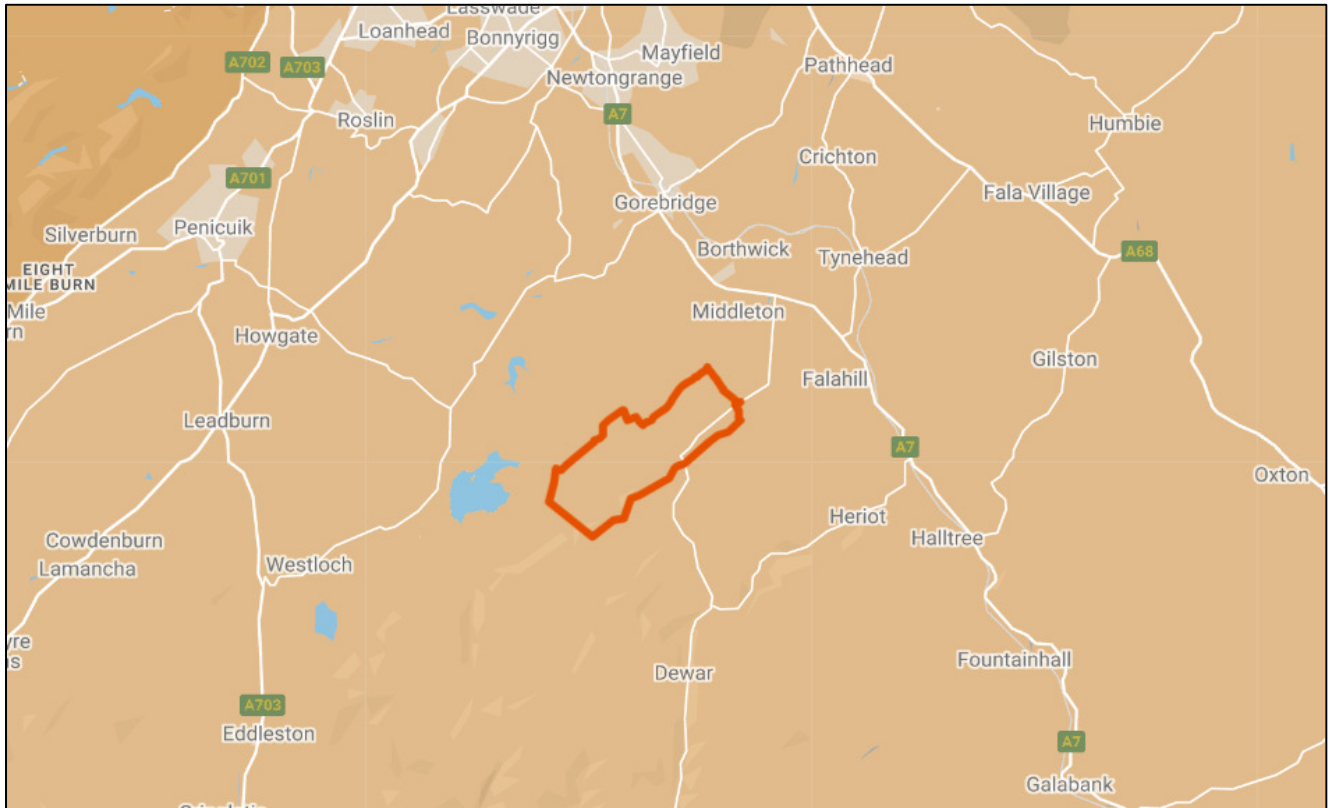 Lasswade
Loanhead
Bonnyrigg
Mayfield
A702
A703
Pathhead
Newtongrange
A7
Roslin
Humbie
Crichton
A701
Fala Village
Gorebridge
Penicuik
Silverburn
Borthwick
A68
Tynehead
EIGHT
MILE BURN
Mile
rn
Middleton
Howgate
Gilston
Falahill
Leadburn
A7
Oxton
Heriot
Cowdenburn
Halltree
Lamancha
Westloch
yre
s
Fountainhall
Dewar
A703
Eddleston
A7
Galabank